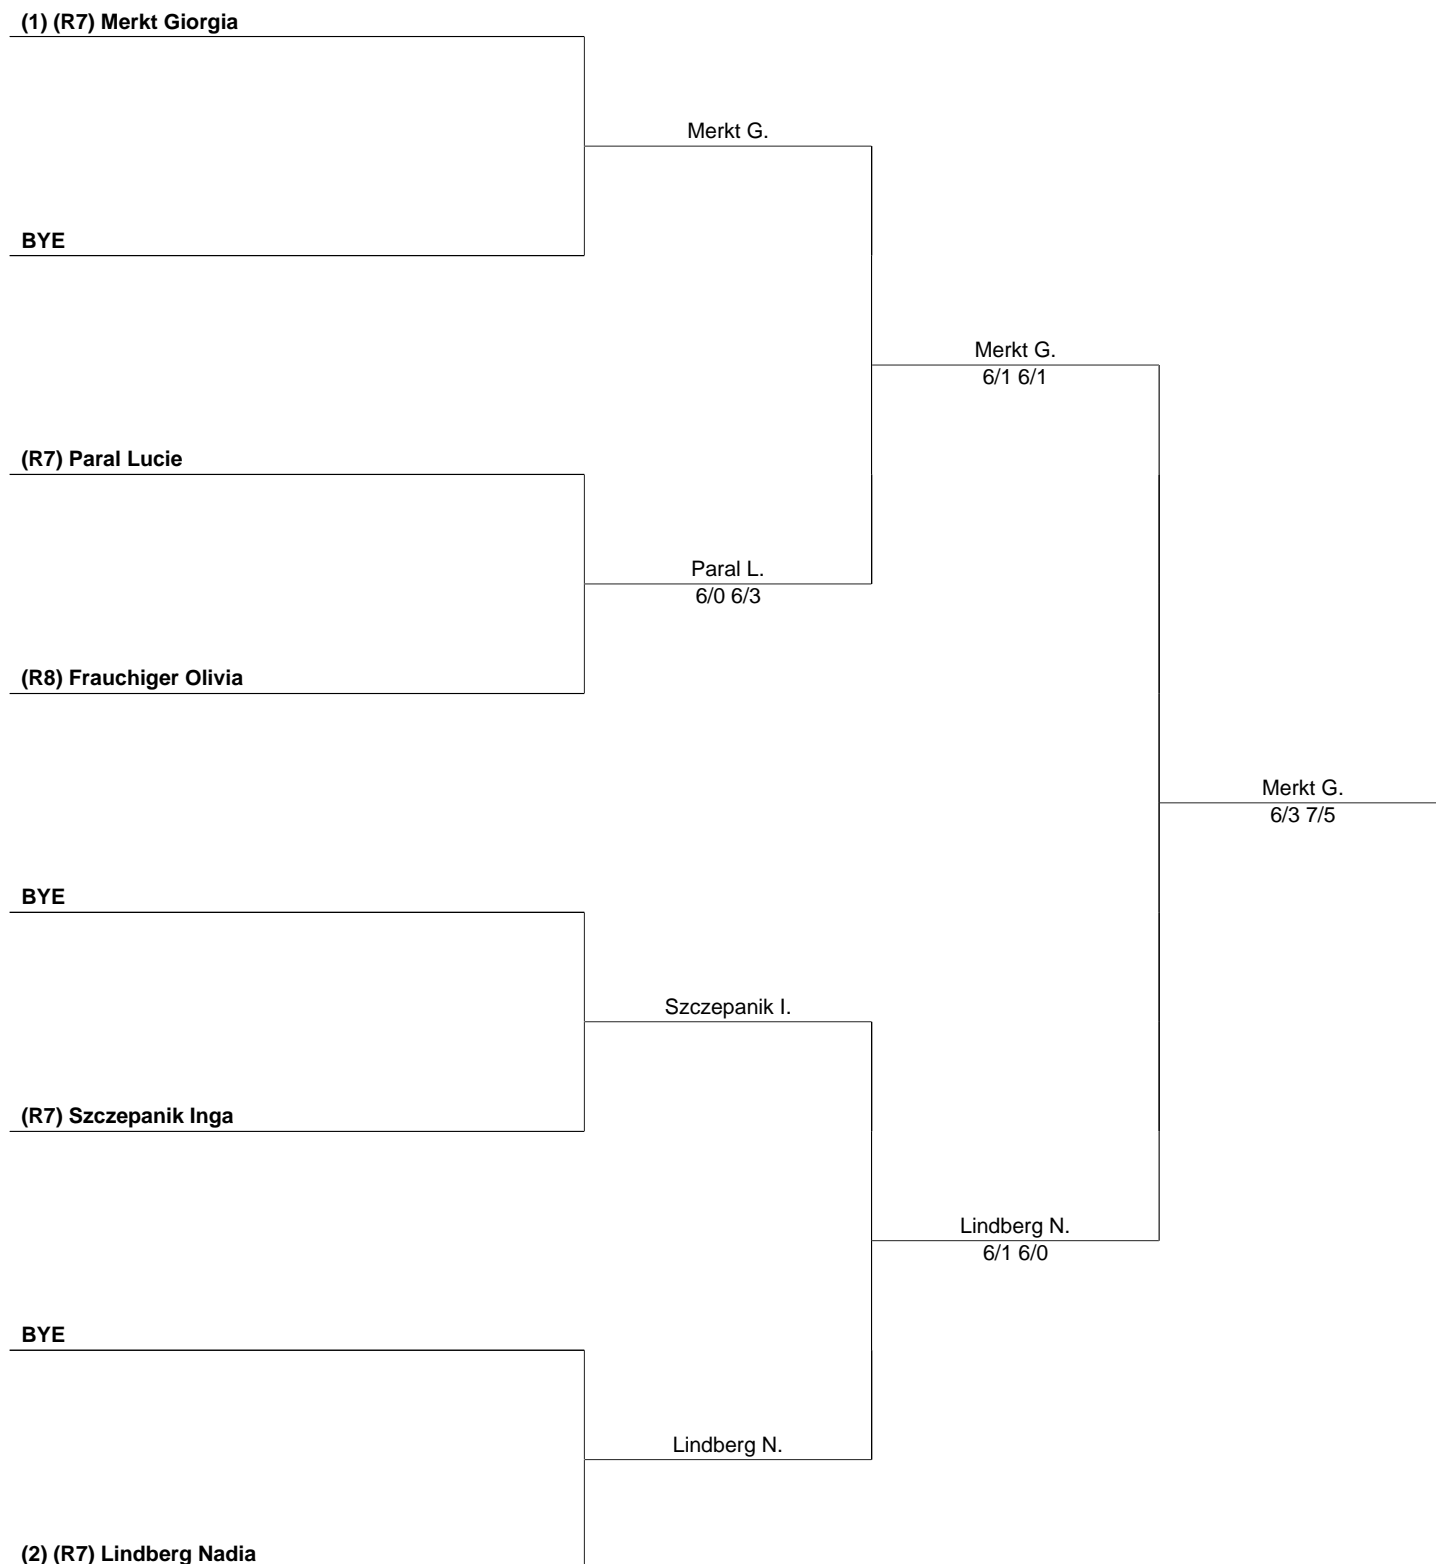 (1) (R7) Merkt Giorgia
Merkt G.
BYE
Merkt G.
6/1 6/1
(R7) Paral Lucie
Paral L.
6/0 6/3
(R8) Frauchiger Olivia
Merkt G.
6/3 7/5
BYE
Szczepanik I.
(R7) Szczepanik Inga
Lindberg N.
6/1 6/0
BYE
Lindberg N.
(2) (R7) Lindberg Nadia